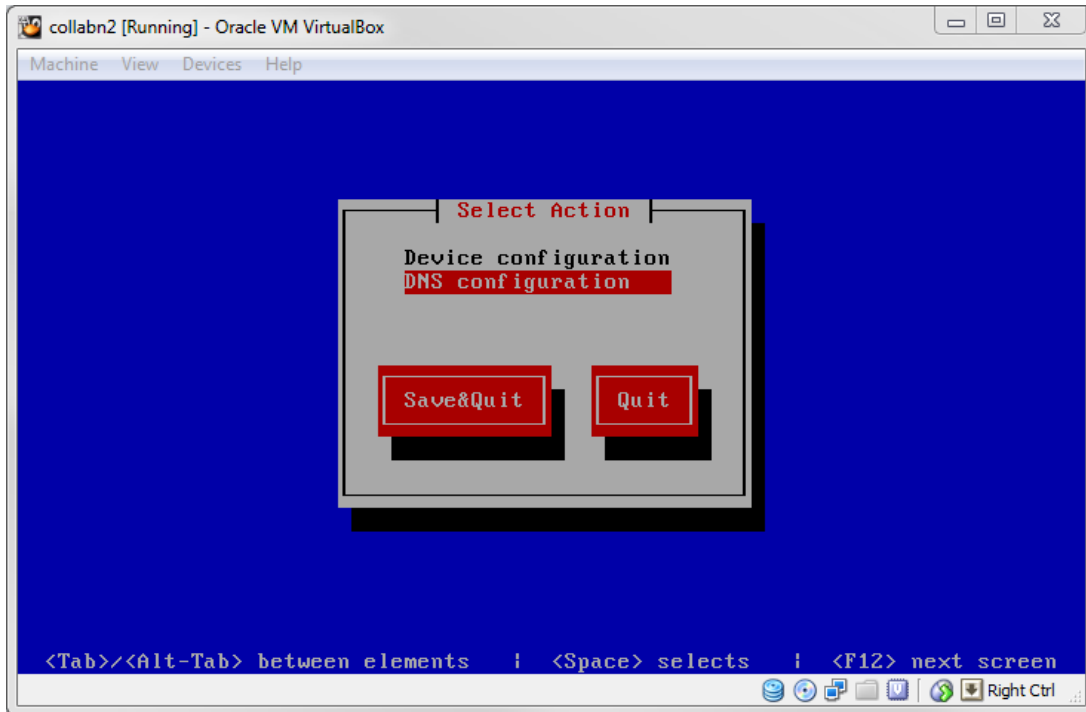 collabn2 [Running] - Oracle VM VirtualBox
Machine View Devices Help
Select Action
Device configuration
DNS configuration
Save&Quit Quit
<Tab>/<Alt-Tab> between elements | <Space> selects | <F12> next screen
Right Ctrl